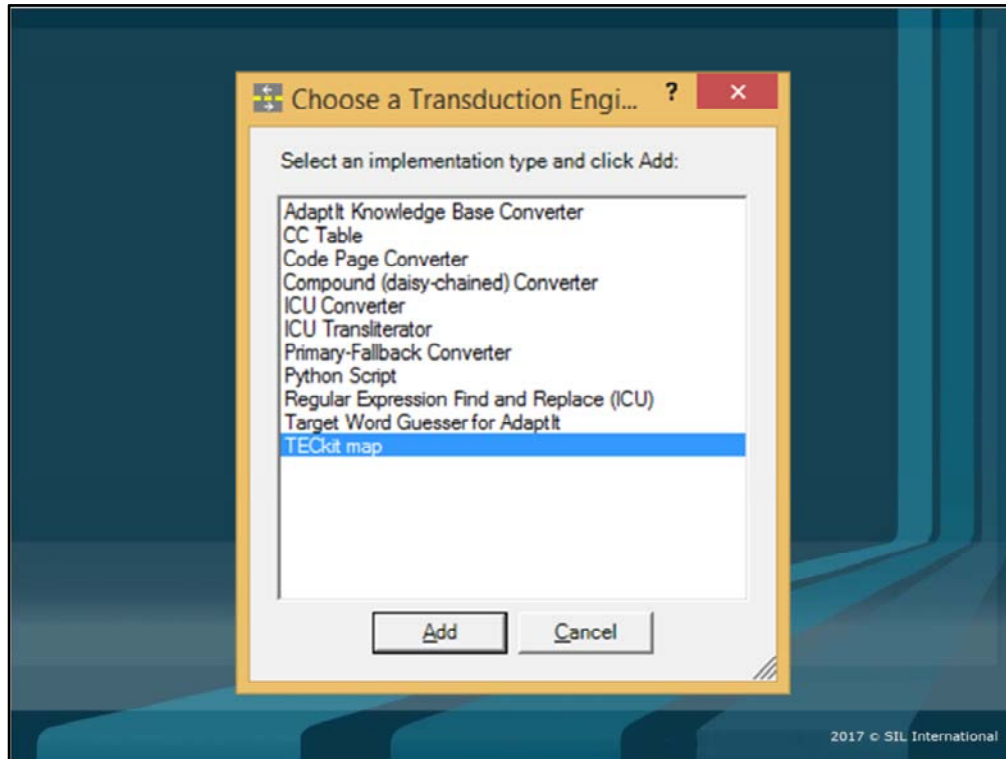 Choose a Transduction Engi...
?
Select an implementation type and click Add:
AdaptIt Knowledge Base Converter
CC Table
Code Page Converter
Compound (daisy-chained) Converter
ICU Converter
ICU Transliterator
Primary-Fallback Converter
Python Script
Regular Expression Find and Replace (ICU)
Target Word Guesser for AdaptIt
TECkit map
Add
Cancel
2017 © SIL International